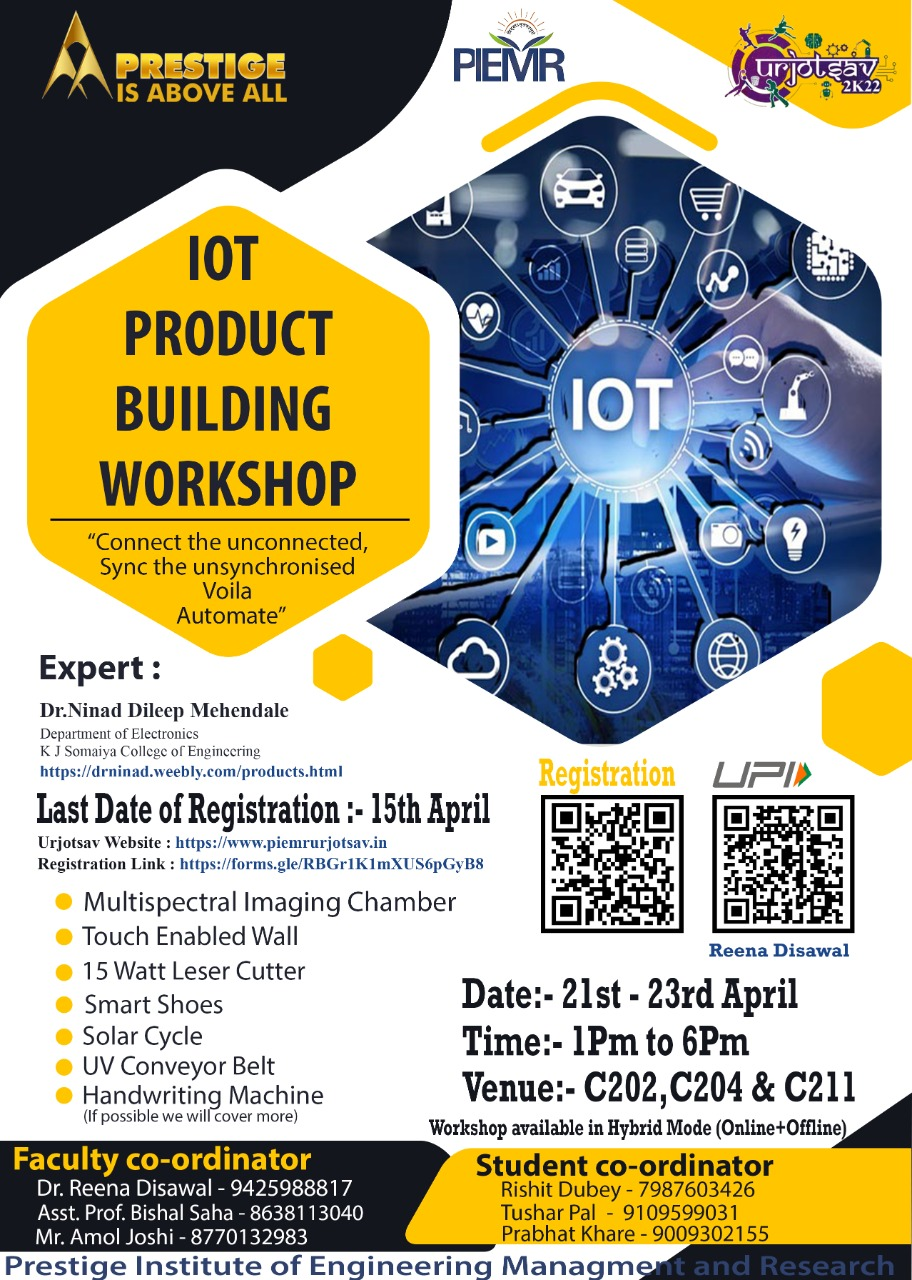 PRESTIGE
IS ABOVE ALL
PIEMR
urjotsav
2K22
IOT
PRODUCT
BUILDING
WORKSHOP
“Connect the unconnected,
Sync the unsynchronised
Voila
Automate”
IOT
Expert :
Dr.Ninad Dileep Mehendale
Department of Electronics
K J Somaiya College of Engineering
https://drninad.weebly.com/products.html
Last Date of Registration :- 15th April
Urjotsav Website : https://www.piemrurjotsav.in
Registration Link : https://forms.gle/RBGr1K1mXUS6pGyB8
Registration
UPI
Reena Disawal
Multispectral Imaging Chamber
Touch Enabled Wall
15 Watt Leser Cutter
Smart Shoes
Solar Cycle
UV Conveyor Belt
Handwriting Machine
(If possible we will cover more)
Date:- 21st - 23rd April
Time:- 1Pm to 6Pm
Venue:- C202,C204 & C211
Workshop available in Hybrid Mode (Online+Offline)
Faculty co-ordinator
Dr. Reena Disawal - 9425988817
Asst. Prof. Bishal Saha - 8638113040
Mr. Amol Joshi - 8770132983
Student co-ordinator
Rishit Dubey - 7987603426
Tushar Pal - 9109599031
Prabhat Khare - 9009302155
Prestige Institute of Engineering Managment and Research